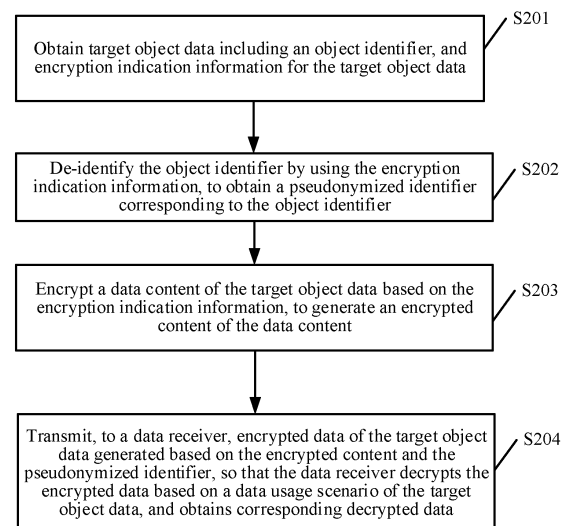 S201
Obtain target object data including an object identifier, and
encryption indication information for the target object data
S202
De-identify the object identifier by using the encryption
indication information, to obtain a pseudonymized identifier
corresponding to the object identifier
S203
Encrypt a data content of the target object data based on the
encryption indication information, to generate an encrypted
content of the data content
S204
Transmit, to a data receiver, encrypted data of the target object
data generated based on the encrypted content and the
pseudonymized identifier, so that the data receiver decrypts the
encrypted data based on a data usage scenario of the target
object data, and obtains corresponding decrypted data